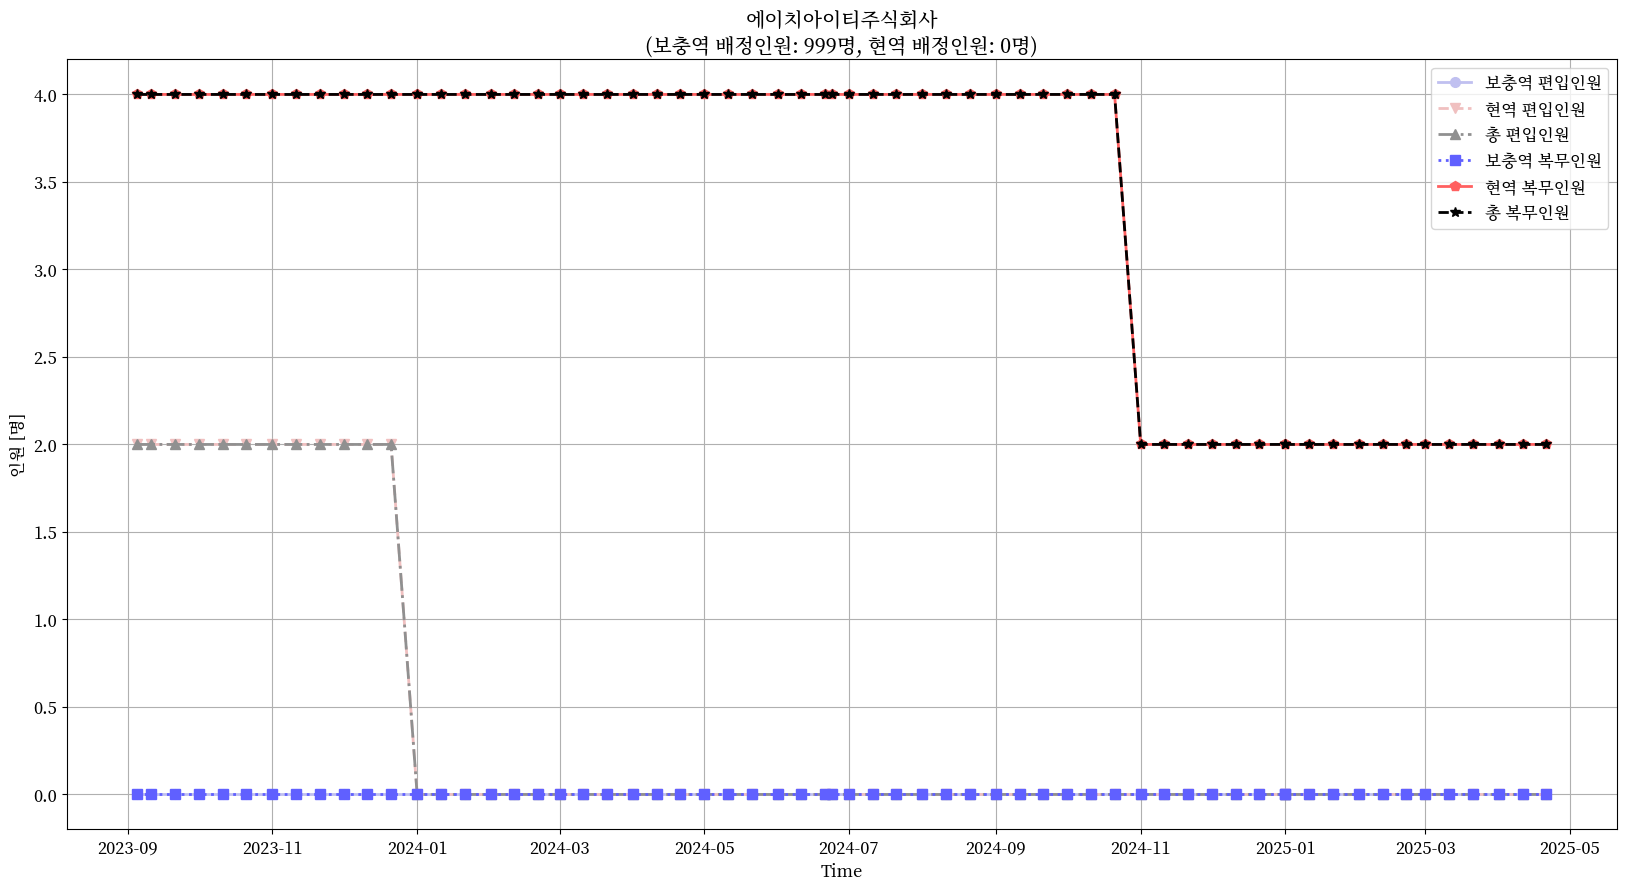 에이치아이티주식회사
(보충역 배정인원: 999명, 현역 배정인원: 0명)
보충역 편입인원
현역 편입인원
총 편입인원
보충역 복무인원
현역 복무인원
총 복무인원
인원 [명]
4.0
3.5
3.0
2.5
2.0
1.5
1.0
0.5
0.0
2023-09 2023-11 2024-01 2024-03 2024-05 2024-07 2024-09 2024-11 2025-01 2025-03 2025-05
Time